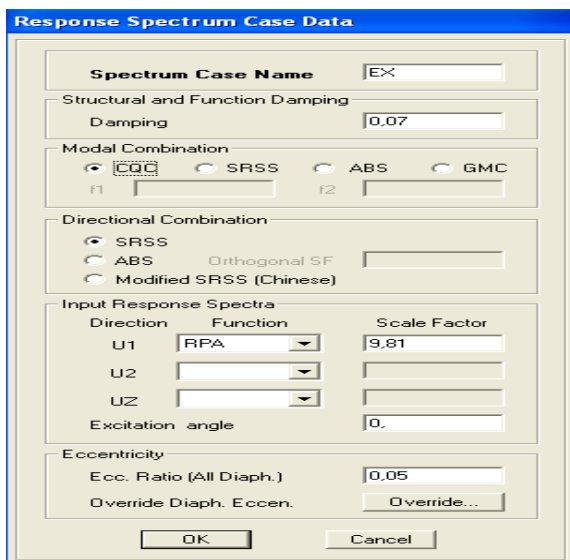 Response Spectrum Case Data
Spectrum Case Name EX
Structural and Function Damping
Damping 0,07
Modal Combination
CQC SRSS ABS GMC
f1 f2
Directional Combination
SRSS
ABS Orthogonal SF
Modified SRSS (Chinese)
Input Response Spectra
Direction Function Scale Factor
U1 RPA 9,81
U2
UZ
Excitation angle 0,
Eccentricity
Ecc. Ratio (All Diaph.) 0,05
Override Diaph. Eccen. Override...
OK Cancel